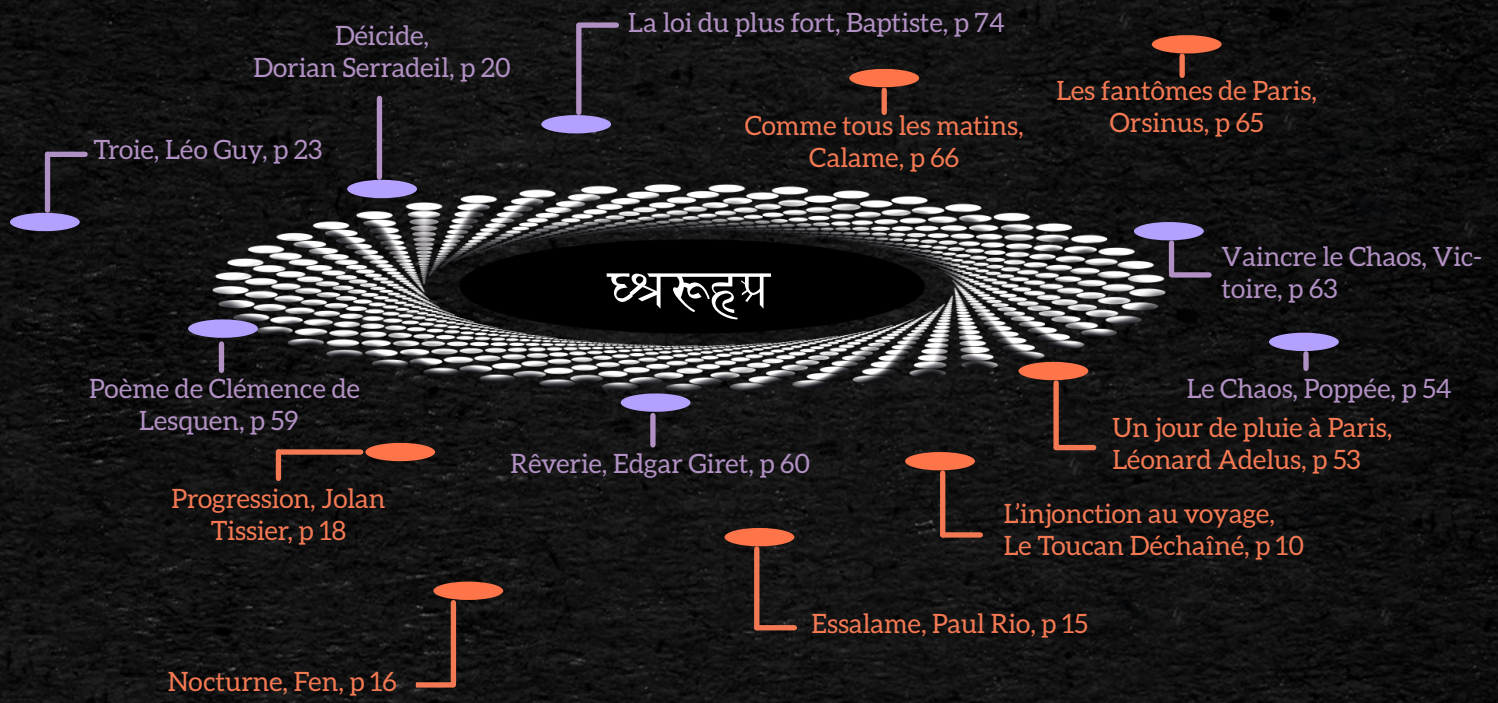 La loi du plus fort, Baptiste, p 74
Déicide,
Dorian Serradeil, p 20
Les fantômes de Paris,
Orsinus, p 65
Comme tous les matins,
Calame, p 66
Troie, Léo Guy, p 23
Vaincre le Chaos, Vic-
toire, p 63
Poème de Clémence de
Lesquen, p 59
Le Chaos, Poppée, p 54
Un jour de pluie à Paris,
Léonard Adelus, p 53
Rêverie, Edgar Giret, p 60
Progression, Jolan
Tissier, p 18
L’injonction au voyage,
Le Toucan Déchaîné, p 10
Essalame, Paul Rio, p 15
Nocturne, Fen, p 16